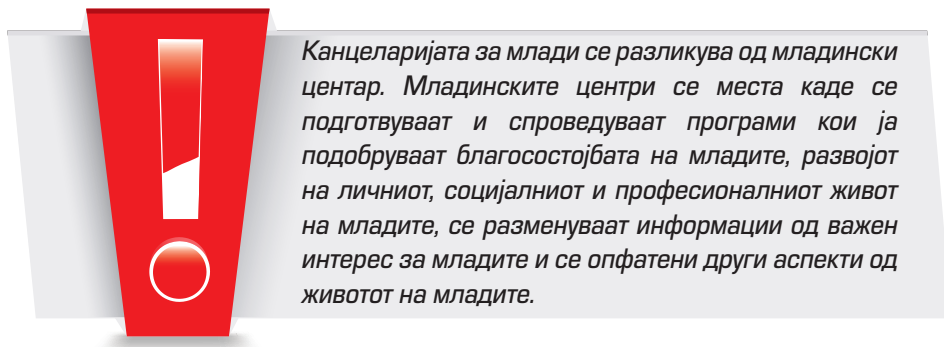 Канцеларијата за млади се разликува од младински
центар. Младинските центри се места каде се
подготвуваат и спроведуваат програми кои ја
подобруваат благосостојбата на младите, развојот
на личниот, социјалниот и професионалниот живот
на младите, се разменуваат информации од важен
интерес за младите и се опфатени други аспекти од
животот на младите.